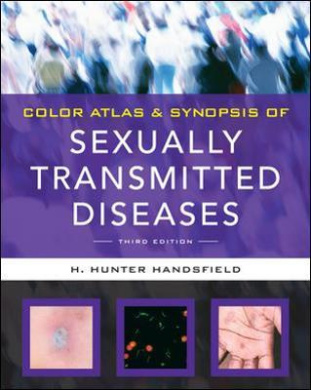 COLOR ATLAS & SYNOPSIS OF
SEXUALLY
TRANSMITTED
DISEASES
THIRD EDITION
H. HUNTER HANDSFIELD